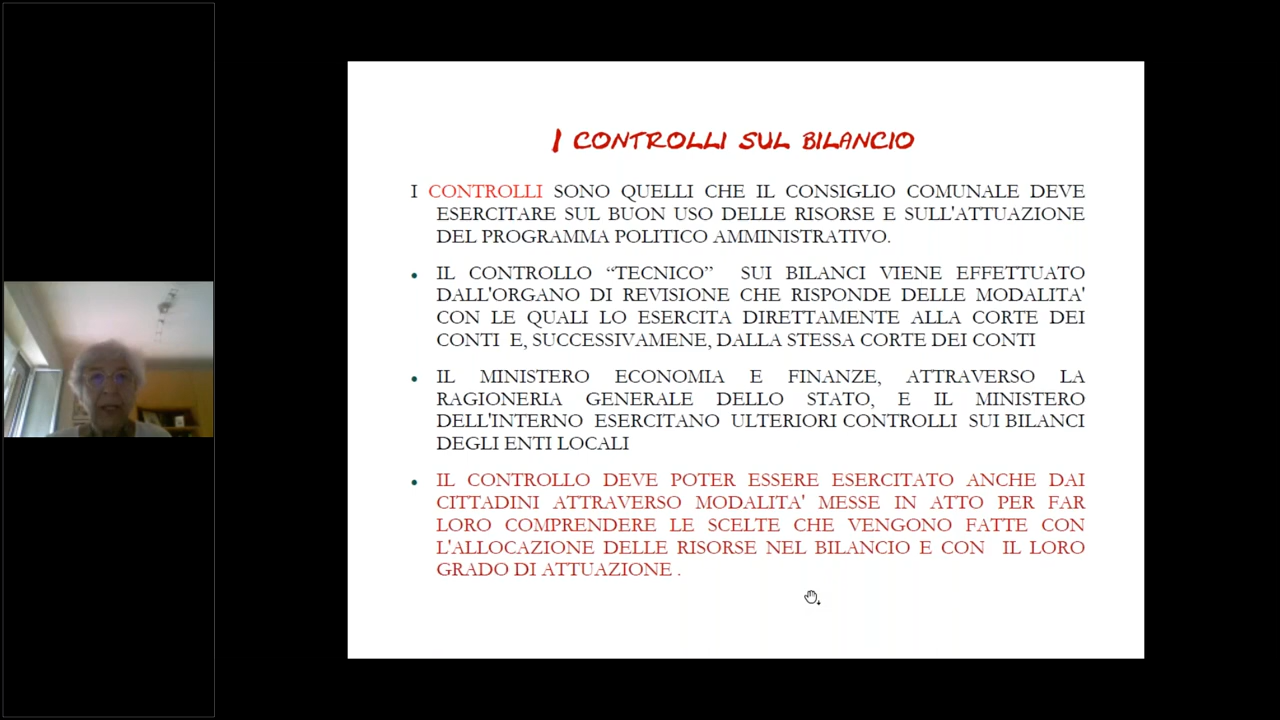 I CONTROLLI SUL BILANCIO
I CONTROLLI SONO QUELLI CHE IL CONSIGLIO COMUNALE DEVE
ESERCITARE SUL BUON USO DELLE RISORSE E SULL'ATTUAZIONE
DEL PROGRAMMA POLITICO AMMINISTRATIVO.
• IL CONTROLLO “TECNICO” SUI BILANCI VIENE EFFETTUATO
DALL'ORGANO DI REVISIONE CHE RISPONDE DELLE MODALITA'
CON LE QUALI LO ESERCITA DIRETTAMENTE ALLA CORTE DEI
CONTI E, SUCCESSIVAMENE, DALLA STESSA CORTE DEI CONTI
• IL MINISTERO ECONOMIA E FINANZE, ATTRAVERSO LA
RAGIONERIA GENERALE DELLO STATO, E IL MINISTERO
DELL'INTERNO ESERCITANO ULTERIORI CONTROLLI SUI BILANCI
DEGLI ENTI LOCALI
• IL CONTROLLO DEVE POTER ESSERE ESERCITATO ANCHE DAI
CITTADINI ATTRAVERSO MODALITA' MESSE IN ATTO PER FAR
LORO COMPRENDERE LE SCELTE CHE VENGONO FATTE CON
L'ALLOCAZIONE DELLE RISORSE NEL BILANCIO E CON IL LORO
GRADO DI ATTUAZIONE .